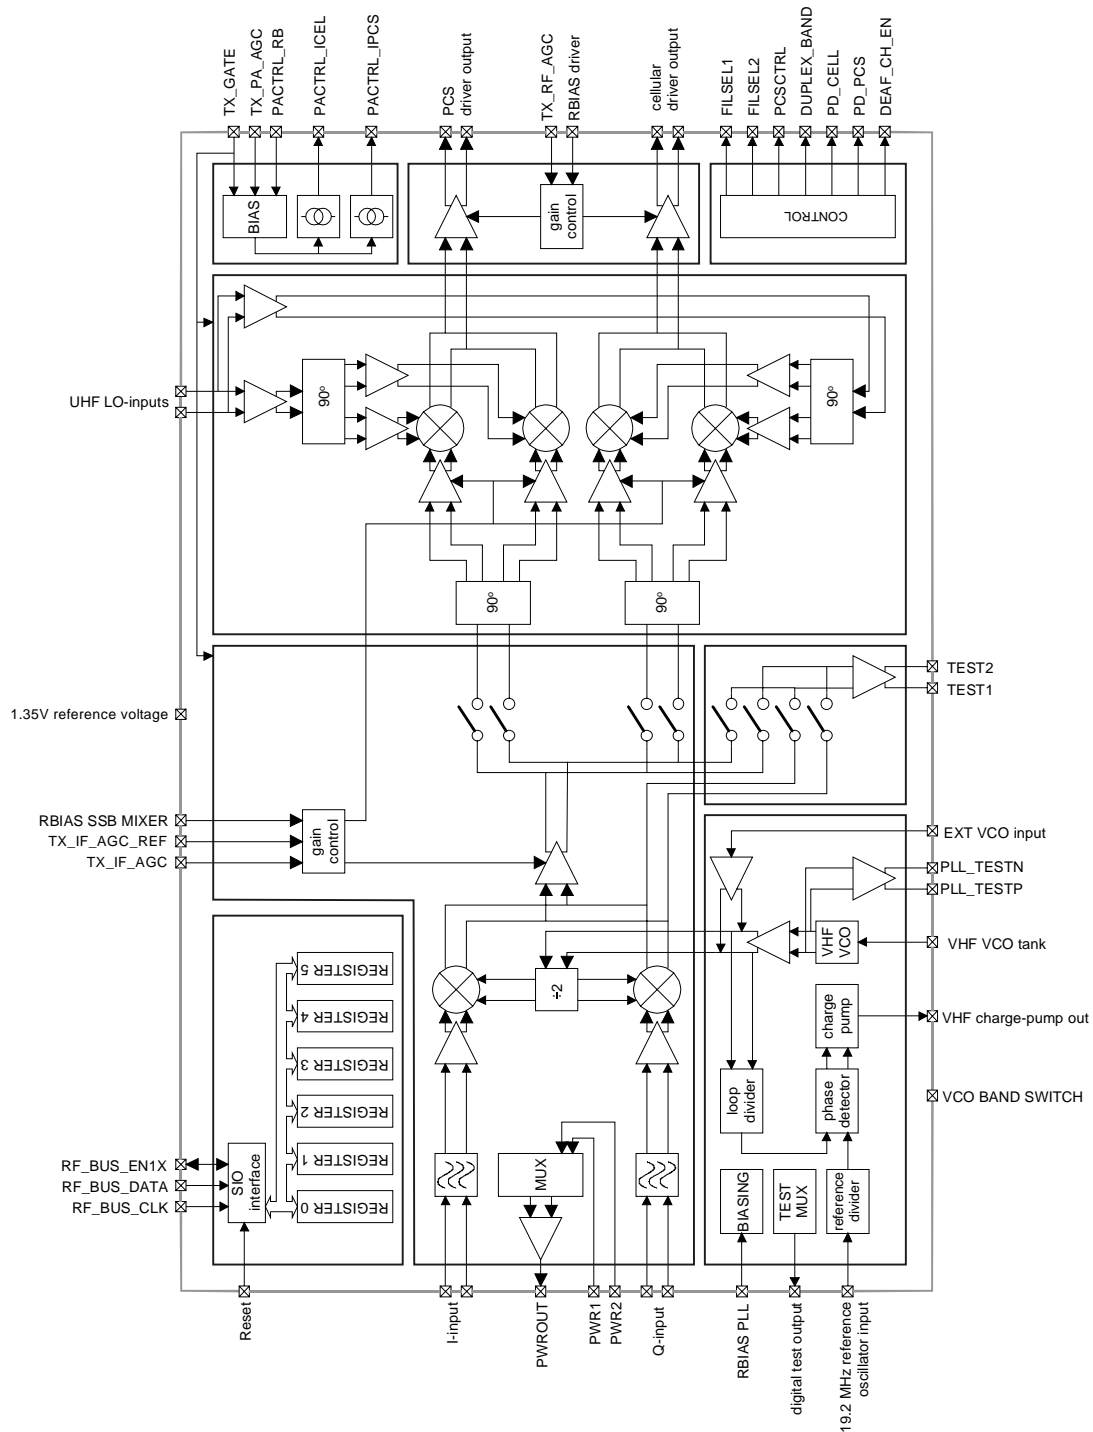 TX_GATE
TX_PA_AGC
PACTRL_RB
PACTRL_ICEL
PACTRL_IPCS
PCS
driver output
TX_RF_AGC
RBIAS driver
cellular
driver output
FILSEL1
FILSEL2
PCSCTRL
DUPLEX_BAND
PD_CELL
PD_PCS
DEAF_CH_EN
BIAS
gain
control
CONTROL
UHF LO-inputs
90°
90°
90°
90°
TEST2
TEST1
1.35V reference voltage
RBIAS SSB MIXER
TX_IF_AGC_REF
TX_IF_AGC
gain
control
EXT VCO input
PLL_TESTN
PLL_TESTP
VHF
VCO
VHF VCO tank
REGISTER 5
REGISTER 4
REGISTER 3
REGISTER 2
REGISTER 1
REGISTER 0
÷2
charge
pump
VHF charge-pump out
loop
divider
phase
detector
VCO BAND SWITCH
RF_BUS_EN1X
RF_BUS_DATA
RF_BUS_CLK
SIO
interface
MUX
BIASING
TEST
MUX
reference
divider
Reset
I-input
PWROUT
PWR1
PWR2
Q-input
RBIAS PLL
digital test output
19.2 MHz reference
oscillator input